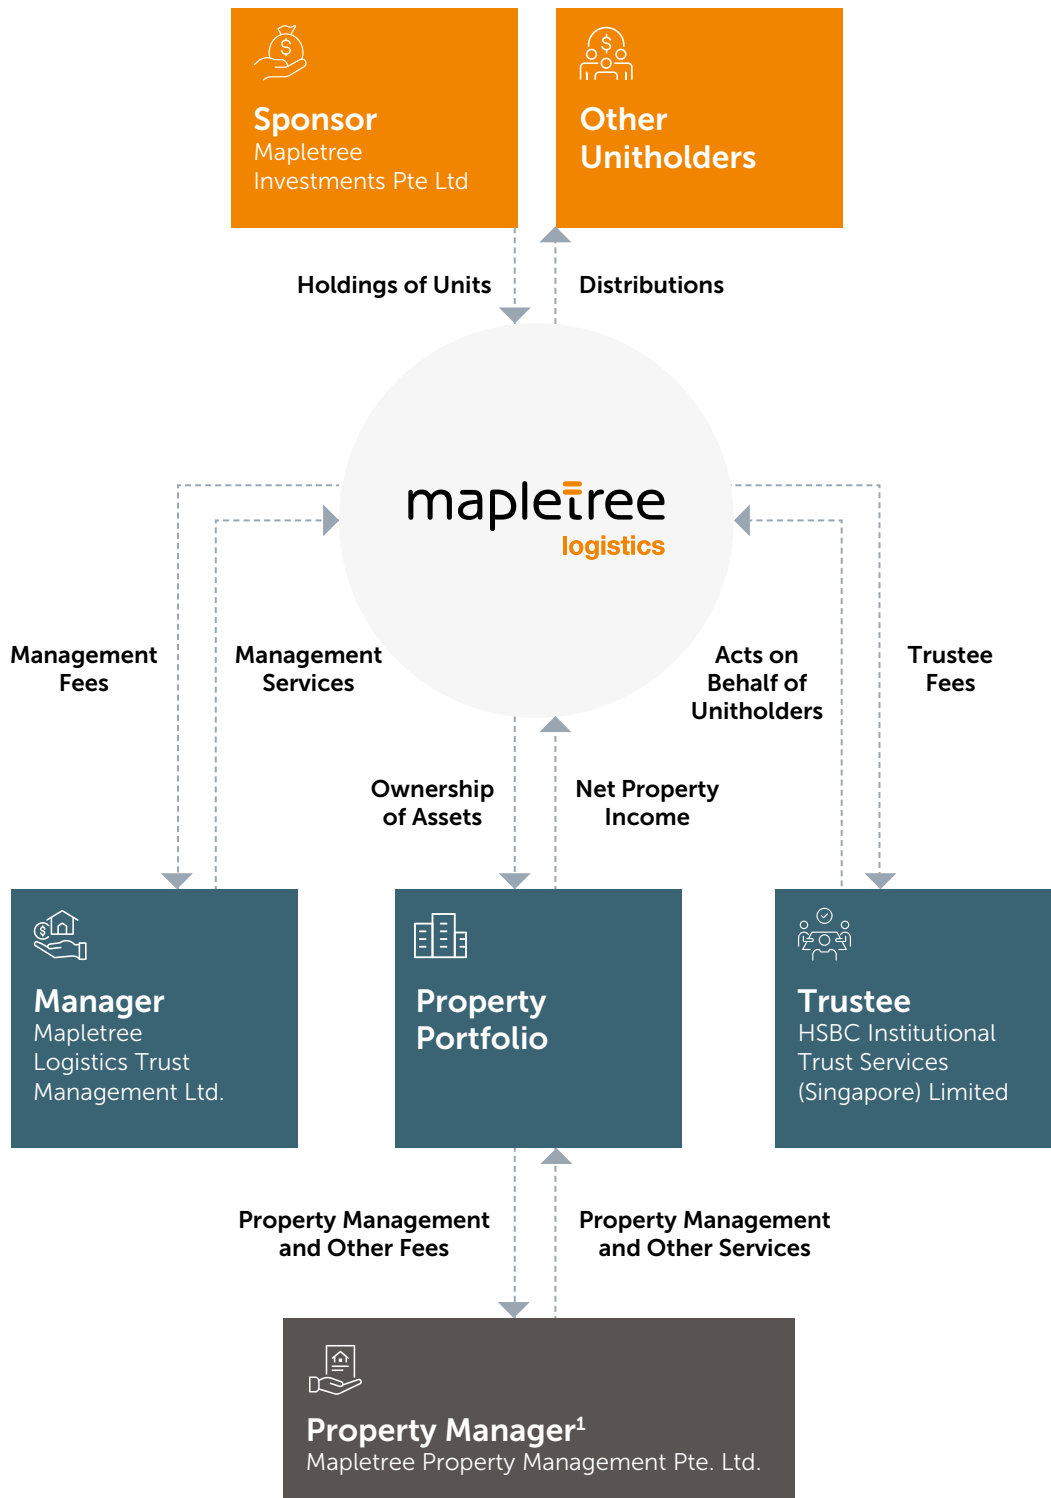 Sponsor
Mapletree
Investments Pte Ltd
Other
Unitholders
Holdings of Units
Distributions
mapletree
logistics
Management
Fees
Management
Services
Acts on
Behalf of
Unitholders
Trustee
Fees
Ownership
of Assets
Net Property
Income
Manager
Mapletree
Logistics Trust
Management Ltd.
Property
Portfolio
Trustee
HSBC Institutional
Trust Services
(Singapore) Limited
Property Management
and Other Fees
Property Management
and Other Services
Property Manager¹
Mapletree Property Management Pte. Ltd.